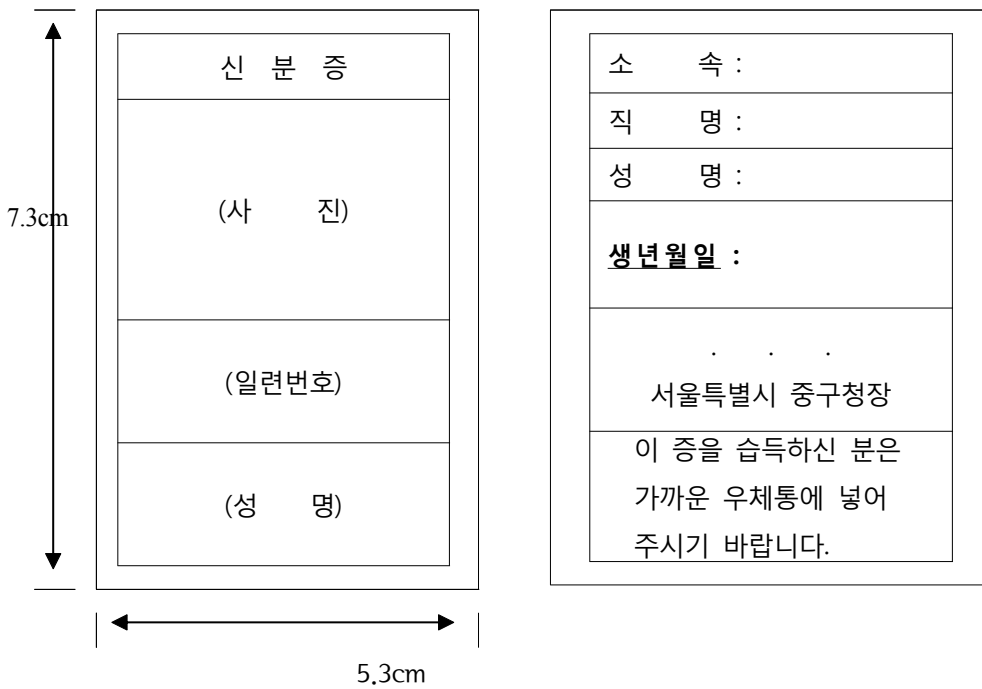 신 분 증
(사 진)
(일련번호)
(성 명)
7.3cm
5.3cm
소 속 :
직 명 :
성 명 :
생년월일 :
. . .
서울특별시 중구청장
이 증을 습득하신 분은
가까운 우체통에 넣어
주시기 바랍니다.